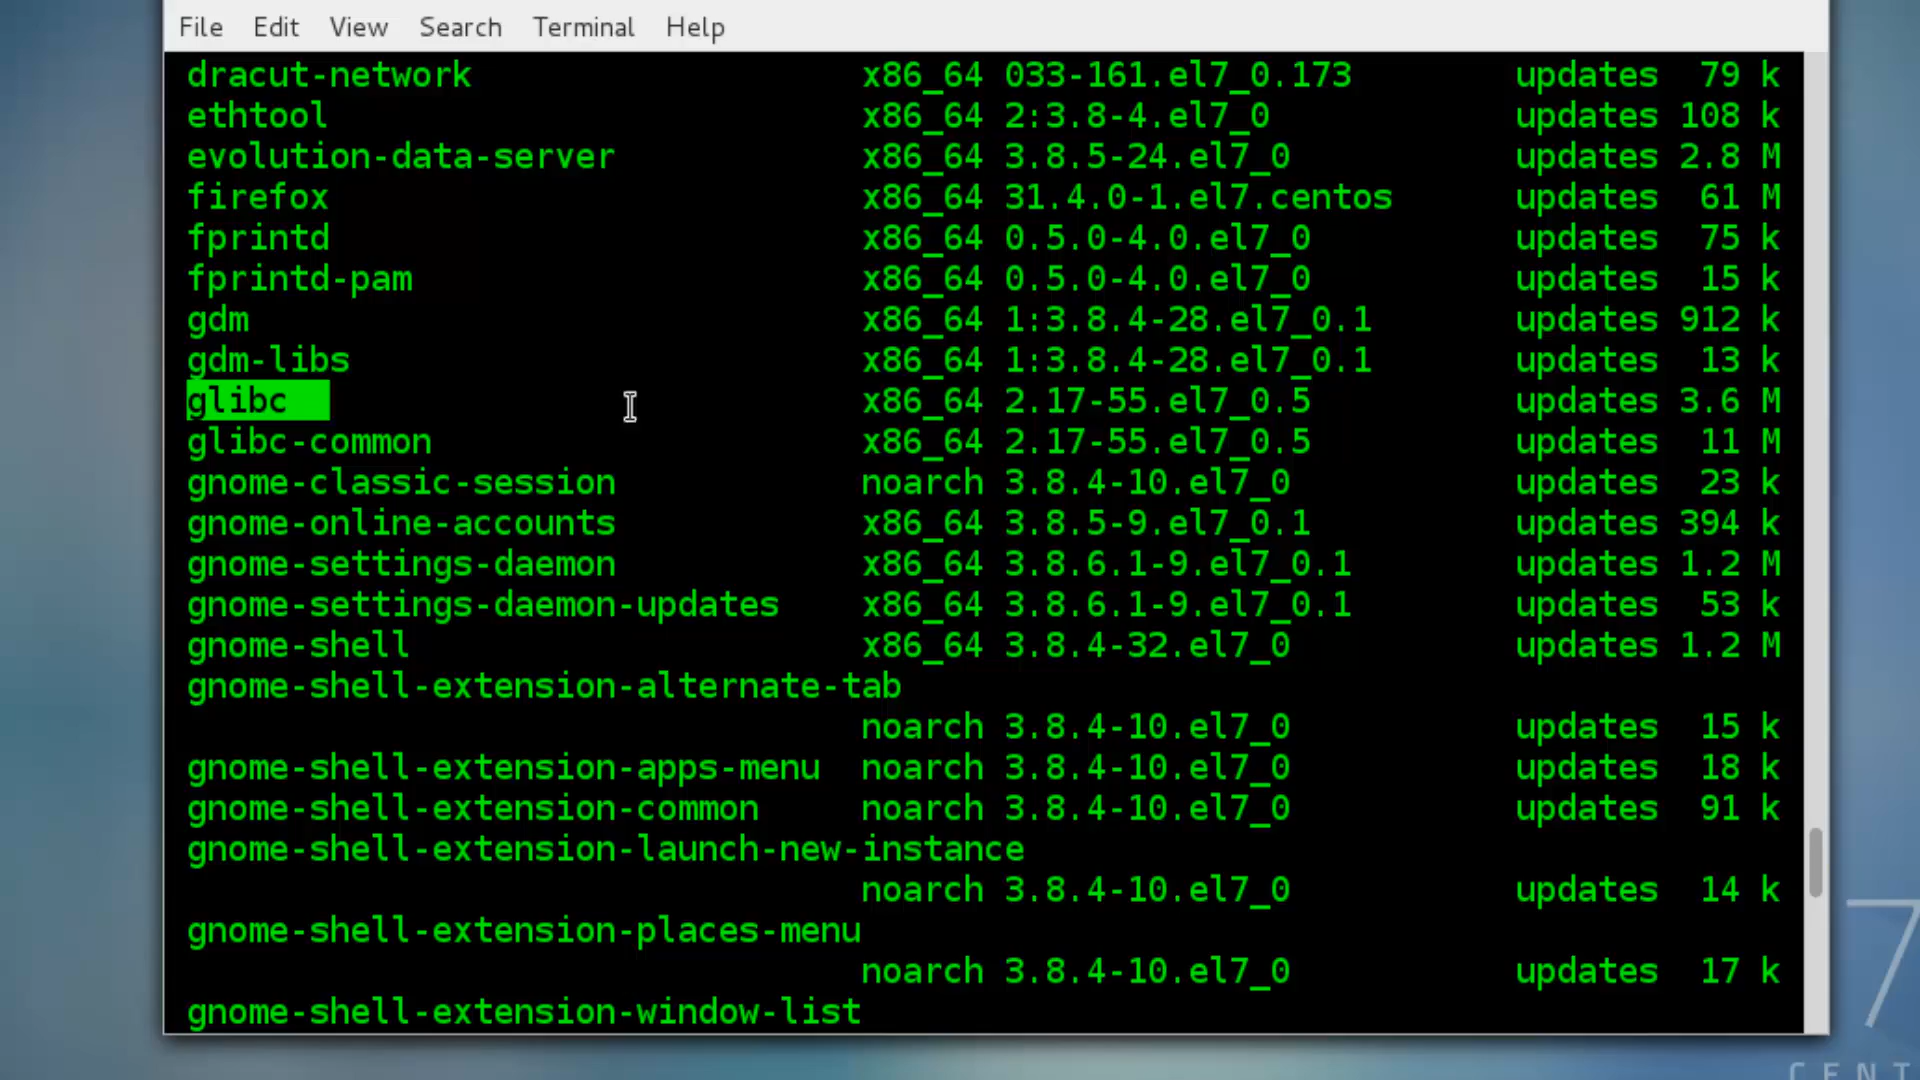 File Edit View Search Terminal Help
dracut-network x86_64 033-161.el7_0.173 updates 79 k
ethtool x86_64 2:3.8-4.el7_0 updates 108 k
evolution-data-server x86_64 3.8.5-24.el7_0 updates 2.8 M
firefox x86_64 31.4.0-1.el7.centos updates 61 M
fprintd x86_64 0.5.0-4.0.el7_0 updates 75 k
fprintd-pam x86_64 0.5.0-4.0.el7_0 updates 15 k
gdm x86_64 1:3.8.4-28.el7_0.1 updates 912 k
gdm-libs x86_64 1:3.8.4-28.el7_0.1 updates 13 k
glibc x86_64 2.17-55.el7_0.5 updates 3.6 M
glibc-common x86_64 2.17-55.el7_0.5 updates 11 M
gnome-classic-session noarch 3.8.4-10.el7_0 updates 23 k
gnome-online-accounts x86_64 3.8.5-9.el7_0.1 updates 394 k
gnome-settings-daemon x86_64 3.8.6.1-9.el7_0.1 updates 1.2 M
gnome-settings-daemon-updates x86_64 3.8.6.1-9.el7_0.1 updates 53 k
gnome-shell x86_64 3.8.4-32.el7_0 updates 1.2 M
gnome-shell-extension-alternate-tab
noarch 3.8.4-10.el7_0 updates 15 k
gnome-shell-extension-apps-menu noarch 3.8.4-10.el7_0 updates 18 k
gnome-shell-extension-common noarch 3.8.4-10.el7_0 updates 91 k
gnome-shell-extension-launch-new-instance
noarch 3.8.4-10.el7_0 updates 14 k
gnome-shell-extension-places-menu
noarch 3.8.4-10.el7_0 updates 17 k
gnome-shell-extension-window-list
7
CENT